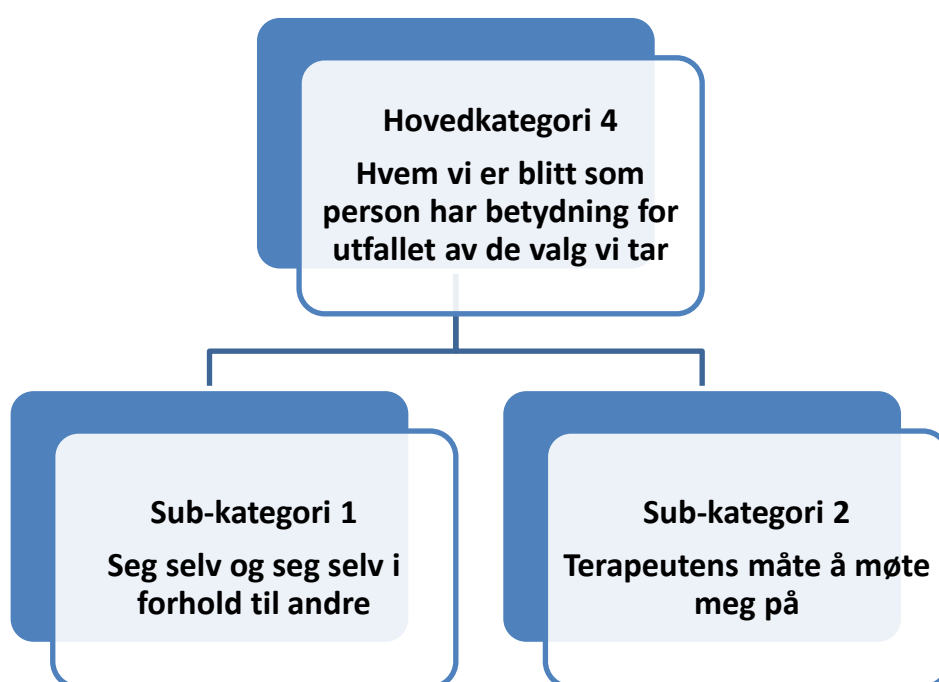 Hovedkategori 4
Hvem vi er blitt som
person har betydning for
utfallet av de valg vi tar
Sub-kategori 1
Seg selv og seg selv i
forhold til andre
Sub-kategori 2
Terapeutens måte å møte
meg på